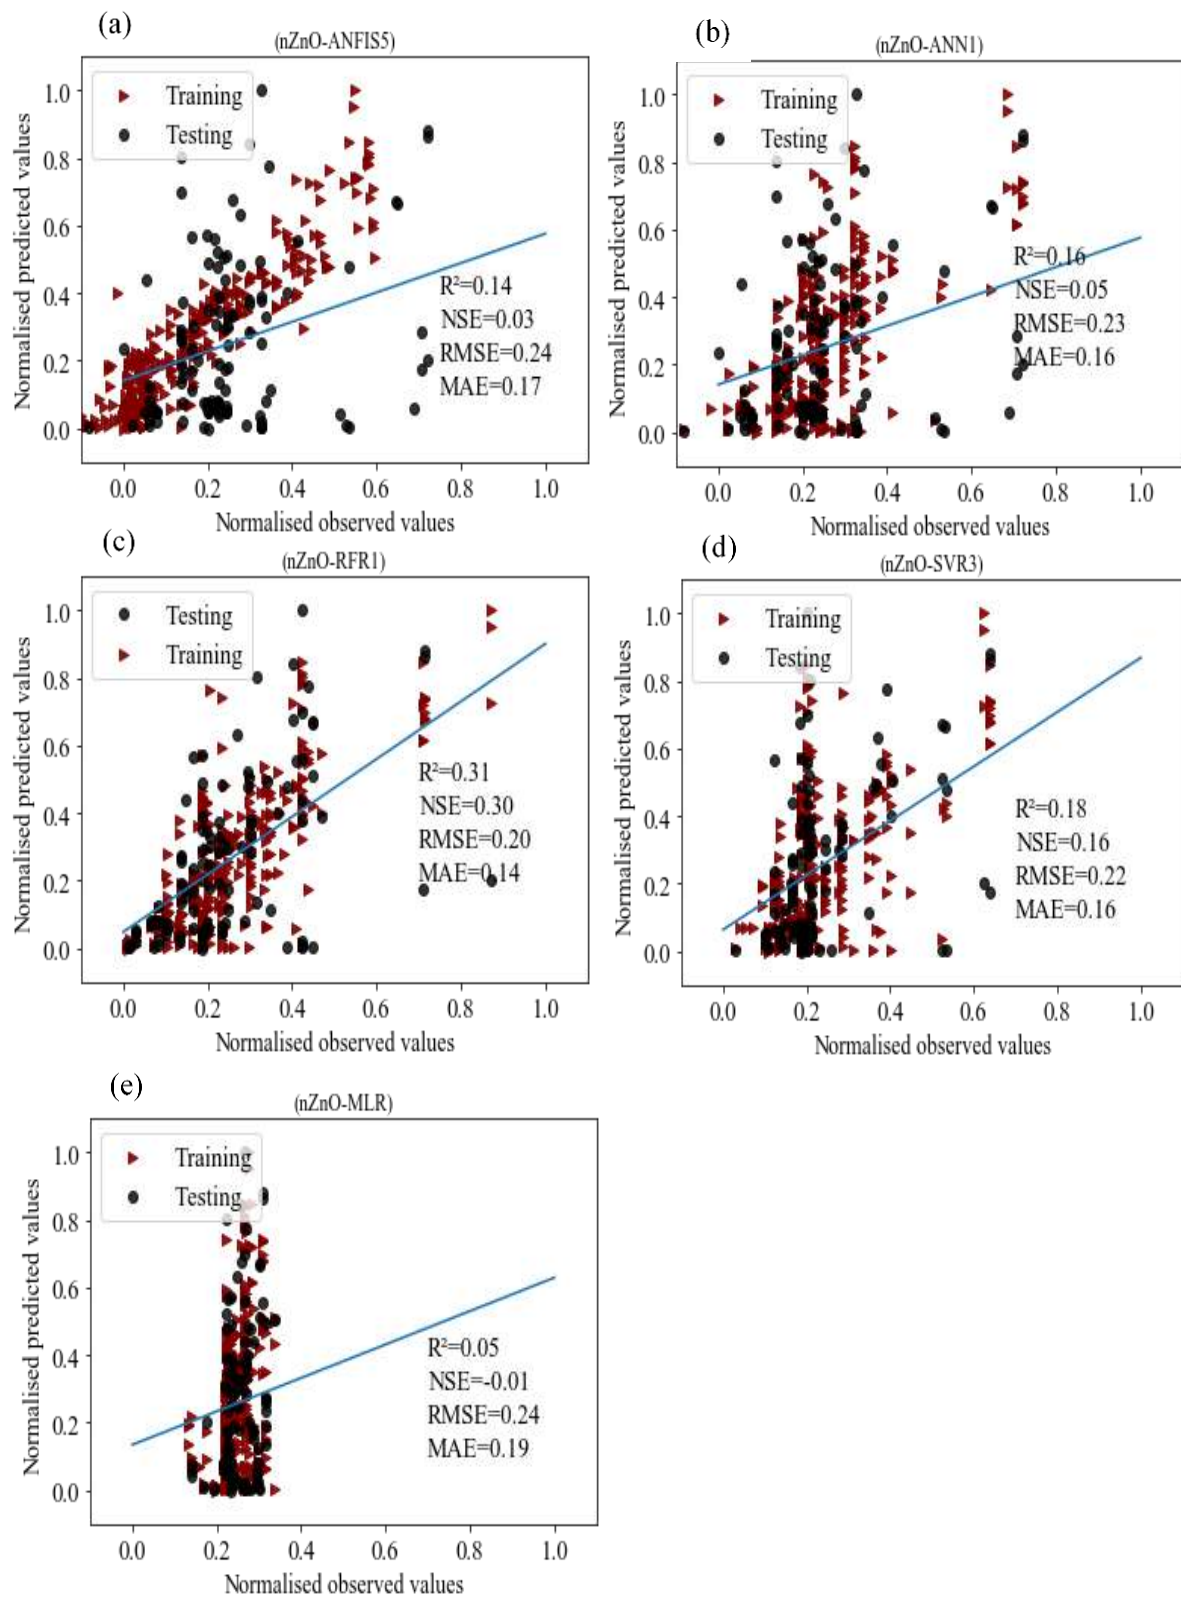 (a)
(nZnO-ANFIS5)
Training
Testing
1.0
0.8
0.6
0.4
0.2
0.0
Normalised predicted values
R²=0.14
NSE=0.03
RMSE=0.24
MAE=0.17
0.0 0.2 0.4 0.6 0.8 1.0
Normalised observed values
(b)
(nZnO-ANN1)
Training
Testing
1.0
0.8
0.6
0.4
0.2
0.0
Normalised predicted values
R²=0.16
NSE=0.05
RMSE=0.23
MAE=0.16
0.0 0.2 0.4 0.6 0.8 1.0
Normalised observed values
(c)
(nZnO-RFR1)
Testing
Training
1.0
0.8
0.6
0.4
0.2
0.0
Normalised predicted values
R²=0.31
NSE=0.30
RMSE=0.20
MAE=0.14
0.0 0.2 0.4 0.6 0.8 1.0
Normalised observed values
(d)
(nZnO-SVR3)
Training
Testing
1.0
0.8
0.6
0.4
0.2
0.0
Normalised predicted values
R²=0.18
NSE=0.16
RMSE=0.22
MAE=0.16
0.0 0.2 0.4 0.6 0.8 1.0
Normalised observed values
(e)
(nZnO-MLR)
Training
Testing
1.0
0.8
0.6
0.4
0.2
0.0
Normalised predicted values
R²=0.05
NSE=-0.01
RMSE=0.24
MAE=0.19
0.0 0.2 0.4 0.6 0.8 1.0
Normalised observed values